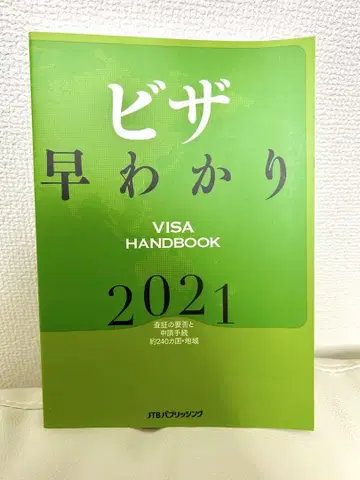 ビザ
早わかり
VISA
HANDBOOK
2021
査証の要否と
申請手続
約240カ国・地域
JTBパブリッシング